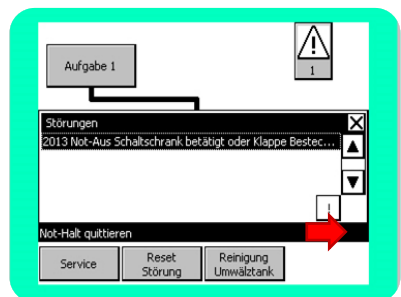 Aufgabe 1
1
Störungen
2013 Not-Aus Schaltschrank betätigt oder Klappe Bestec...
Not-Halt quittieren
Service
Reset
Störung
Reinigung
Umwälztank